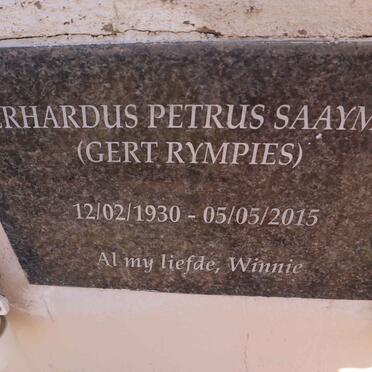 ERHARDUS PETRUS SAAYM
(GERT RYMPIES)
12/02/1930 - 05/05/2015
Al my liefde, Winnie